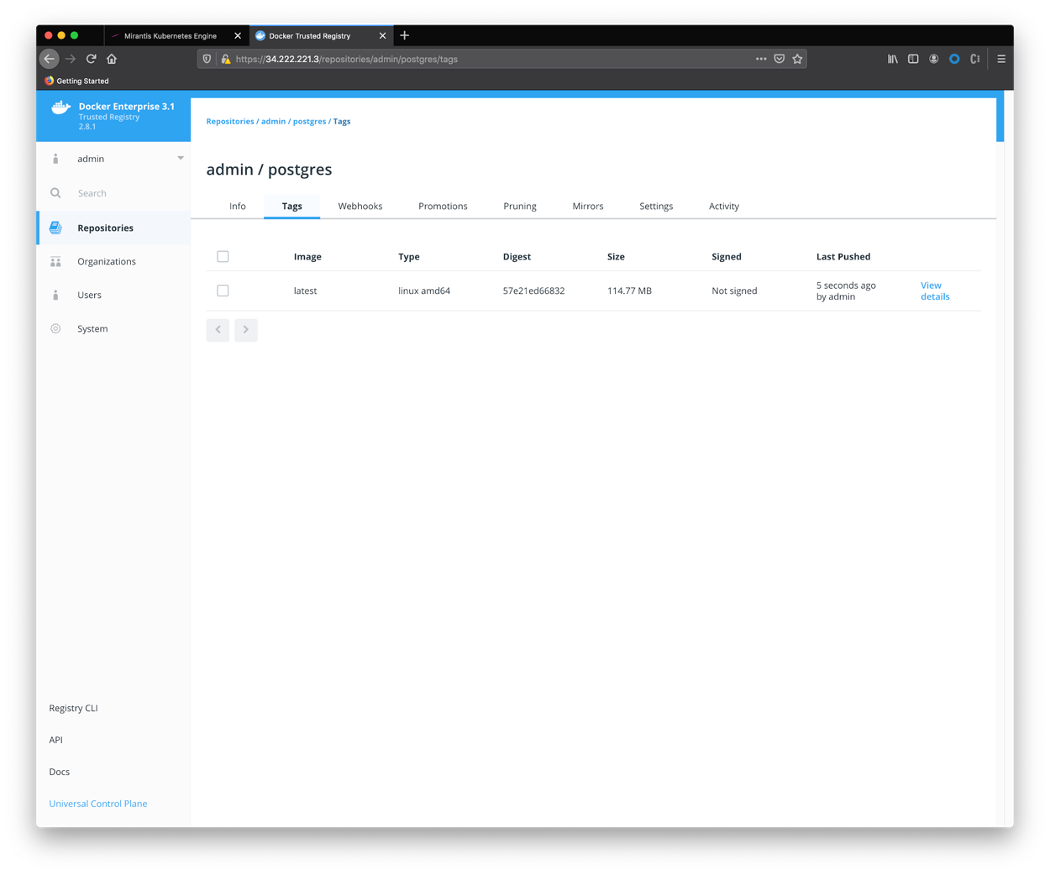 Mirantis Kubernetes Engine
Docker Trusted Registry
https://34.222.221.3/repositories/admin/postgres/tags
Getting Started
Docker Enterprise 3.1
Trusted Registry
2.8.1
admin
Search
Repositories
Organizations
Users
System
Registry CLI
API
Docs
Universal Control Plane
Repositories / admin / postgres / Tags
admin / postgres
Info Tags Webhooks Promotions Pruning Mirrors Settings Activity
Image Type Digest Size Signed Last Pushed
latest linux amd64 57e21ed66832 114.77 MB Not signed 5 seconds ago by admin View details